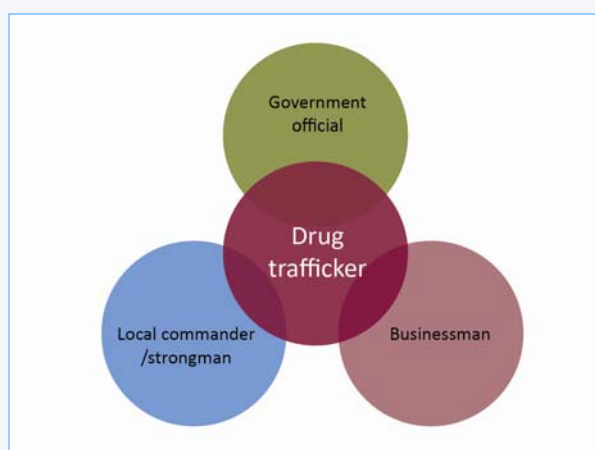 Government
official
Drug
trafficker
Local commander
/strongman
Businessman